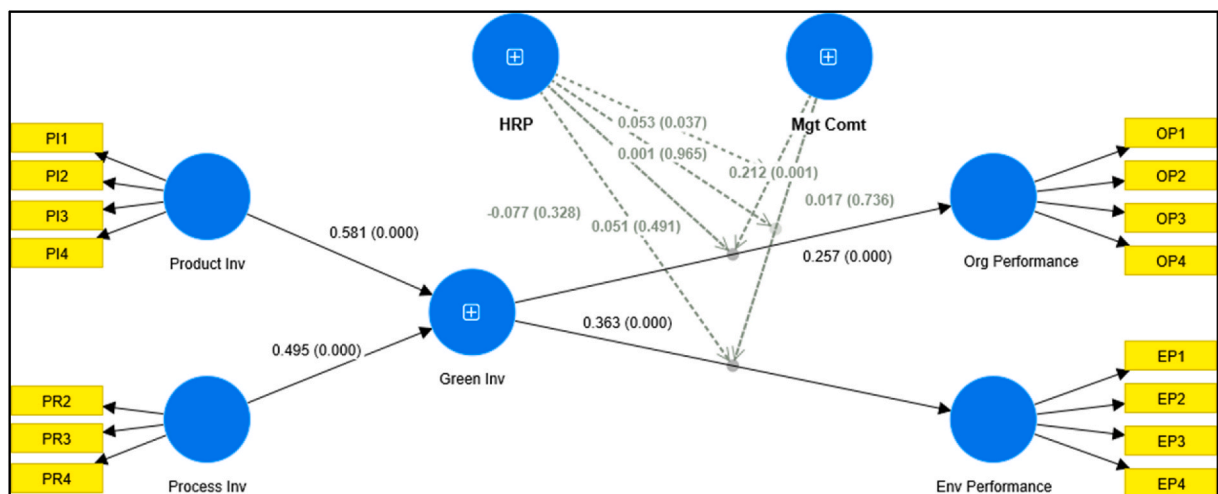 HRP
Mgt Comt
0.053 (0.037)
0.001 (0.965)
0.212 (0.001)
-0.077 (0.328)
0.051 (0.491)
0.017 (0.736)
PI1
PI2
PI3
PI4
Product Inv
0.581 (0.000)
0.257 (0.000)
OP1
OP2
OP3
OP4
Org Performance
0.495 (0.000)
Green Inv
0.363 (0.000)
PR2
PR3
PR4
Process Inv
EP1
EP2
EP3
EP4
Env Performance